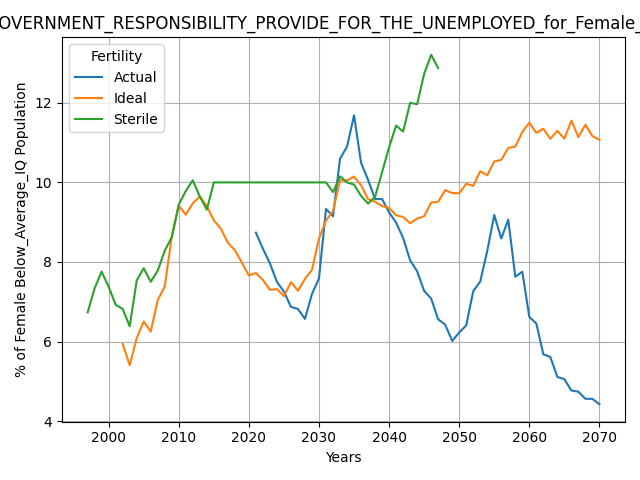 OVERNMENT_RESPONSIBILITY_PROVIDE_FOR_THE_UNEMPLOYED_for_Female_
Fertility
Actual
Ideal
Sterile
% of Female Below_Average_IQ Population
12
10
8
6
4
2000 2010 2020 2030 2040 2050 2060 2070
Years